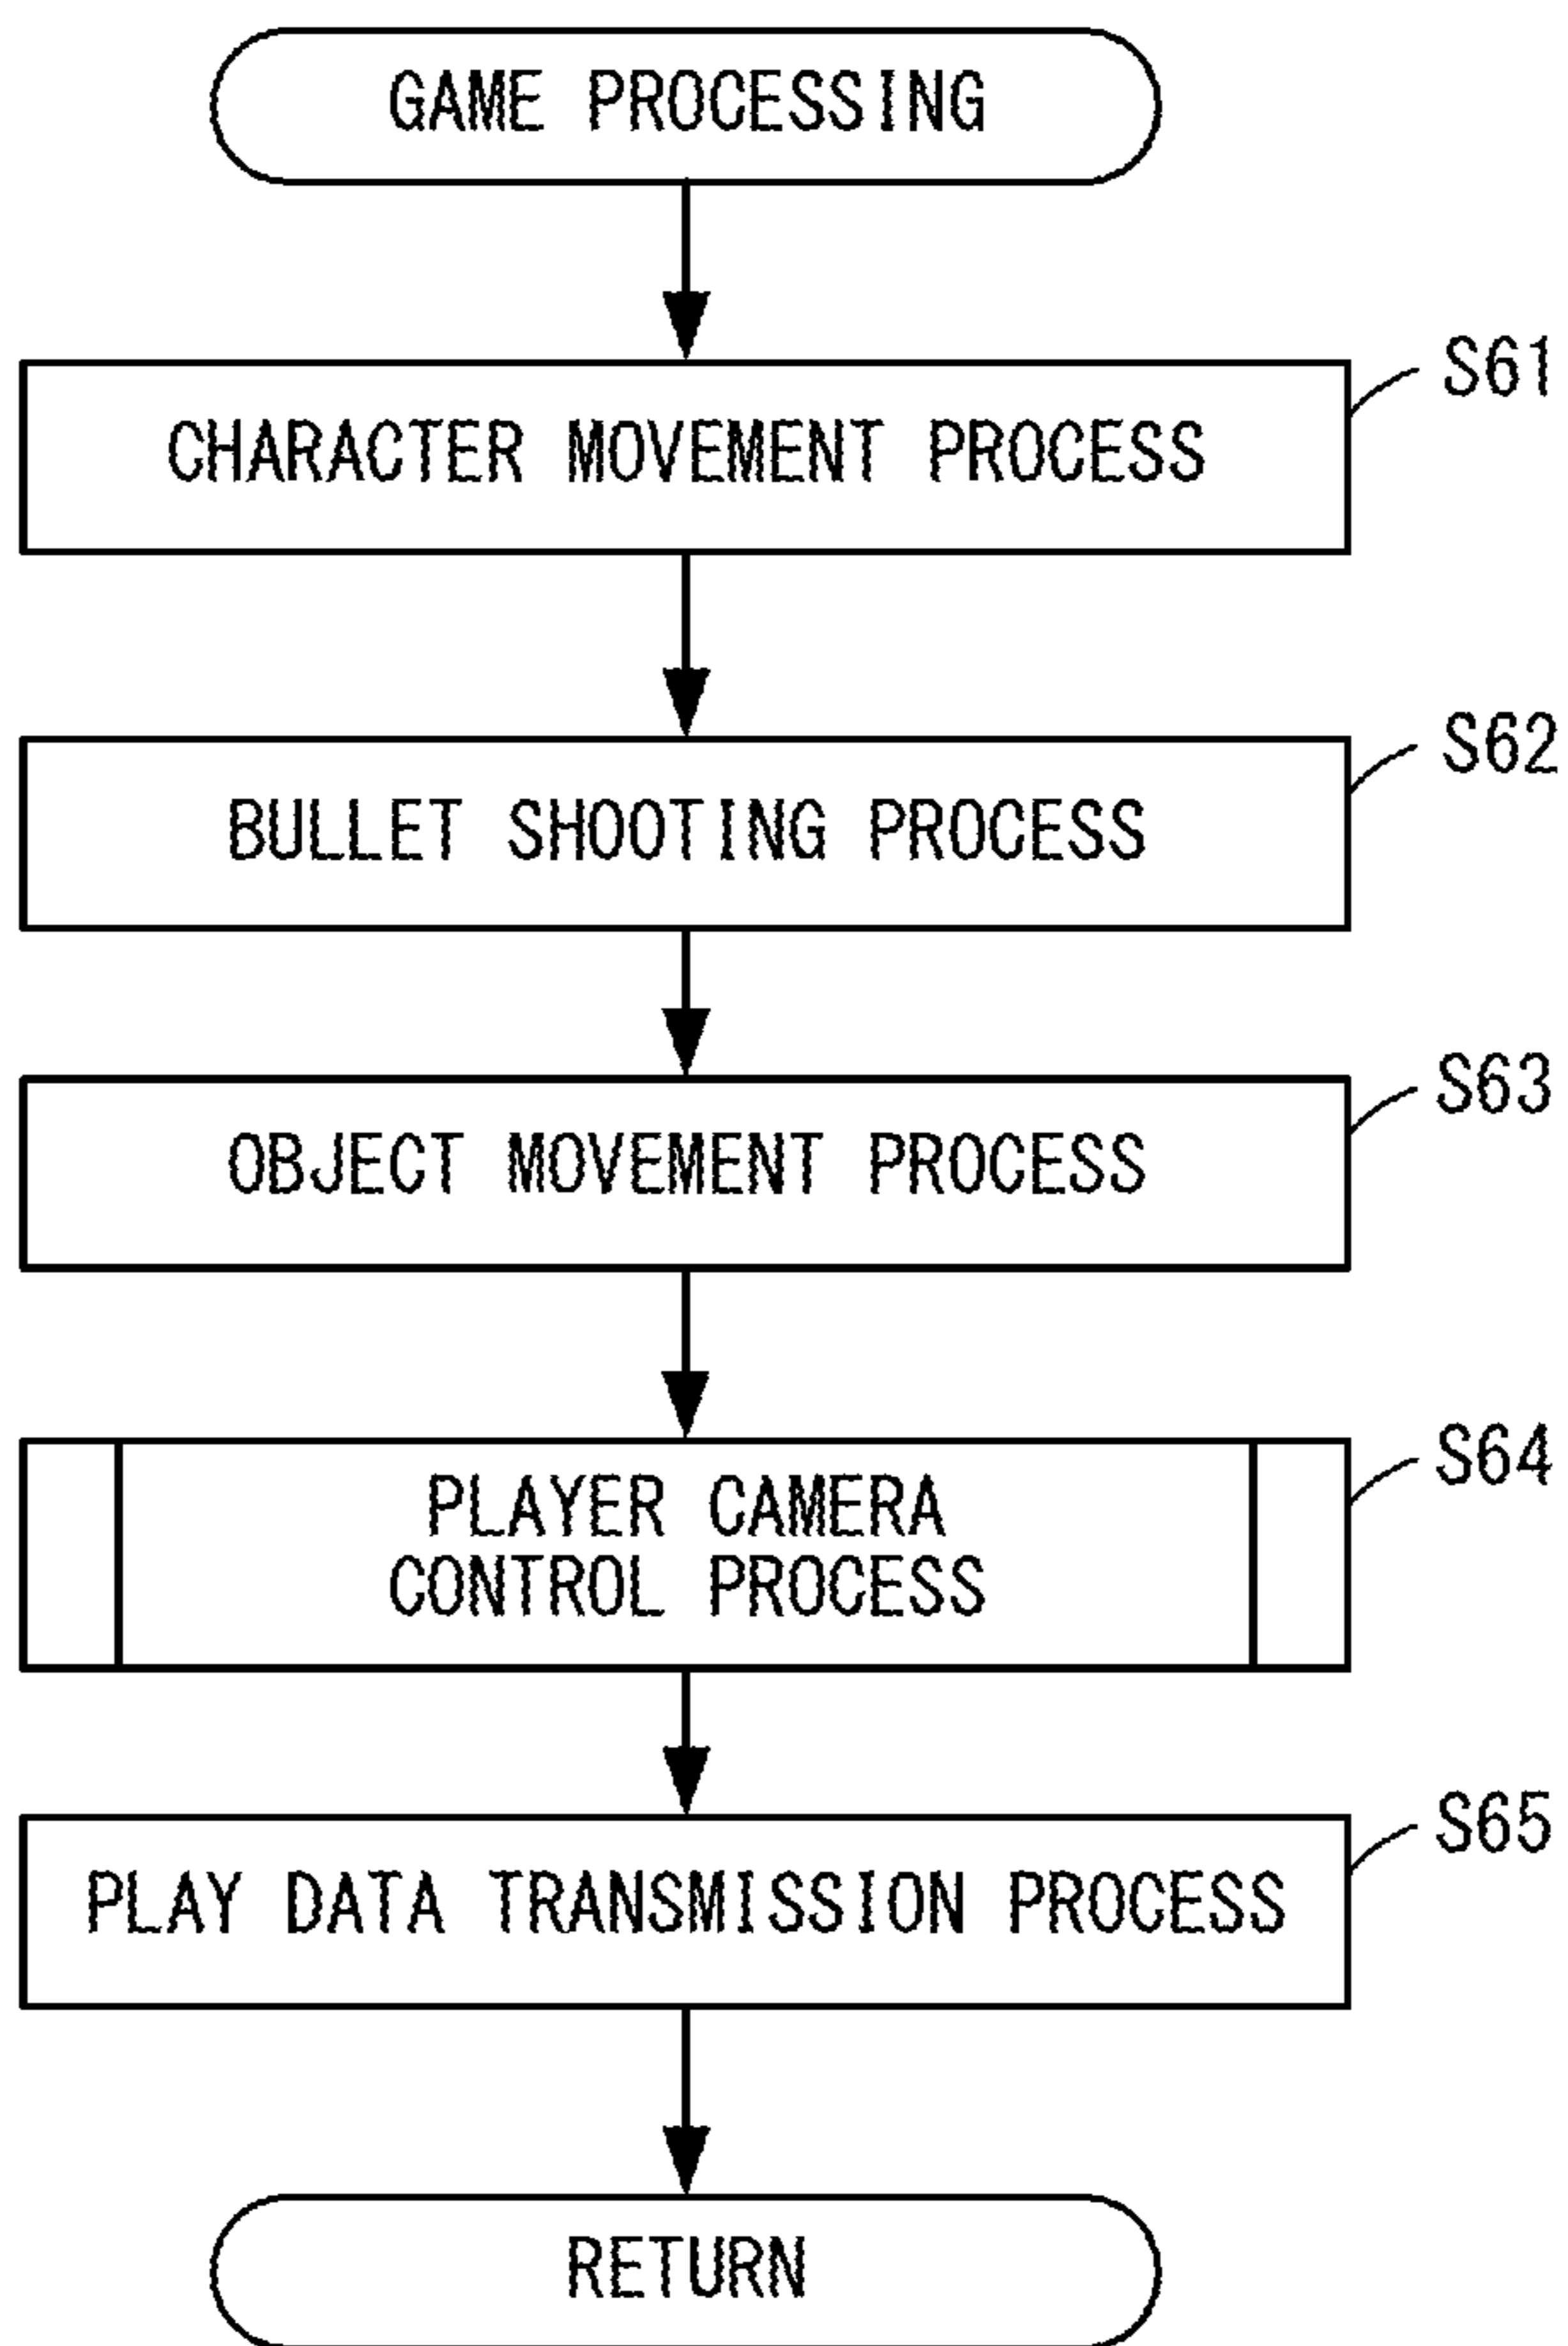 GAME PROCESSING
S61
CHARACTER MOVEMENT PROCESS
S62
BULLET SHOOTING PROCESS
S63
OBJECT MOVEMENT PROCESS
S64
PLAYER CAMERA
CONTROL PROCESS
S65
PLAY DATA TRANSMISSION PROCESS
RETURN